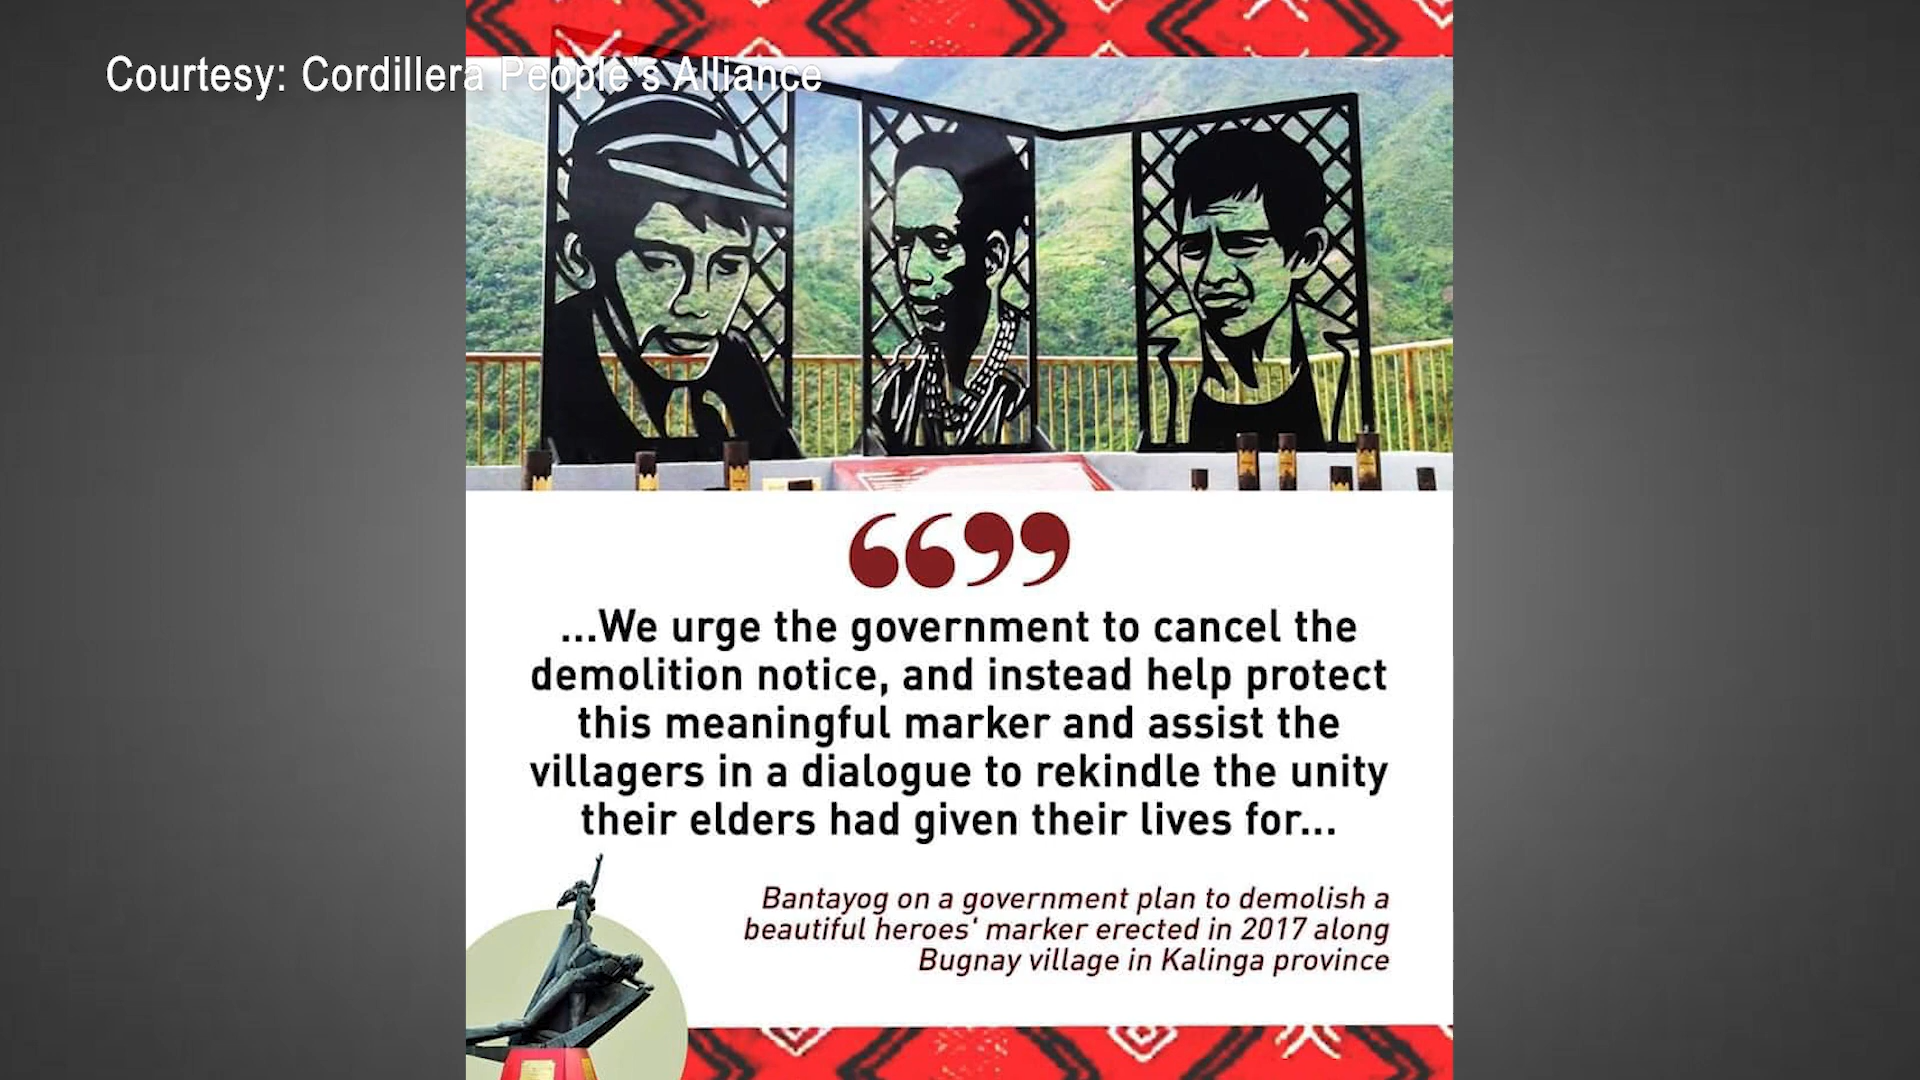 Courtesy: Cordillera People's Alliance
...We urge the government to cancel the
demolition notice, and instead help protect
this meaningful marker and assist the
villagers in a dialogue to rekindle the unity
their elders had given their lives for...
Bantayog on a government plan to demolish a
beautiful heroes' marker erected in 2017 along
Bugnay village in Kalinga province